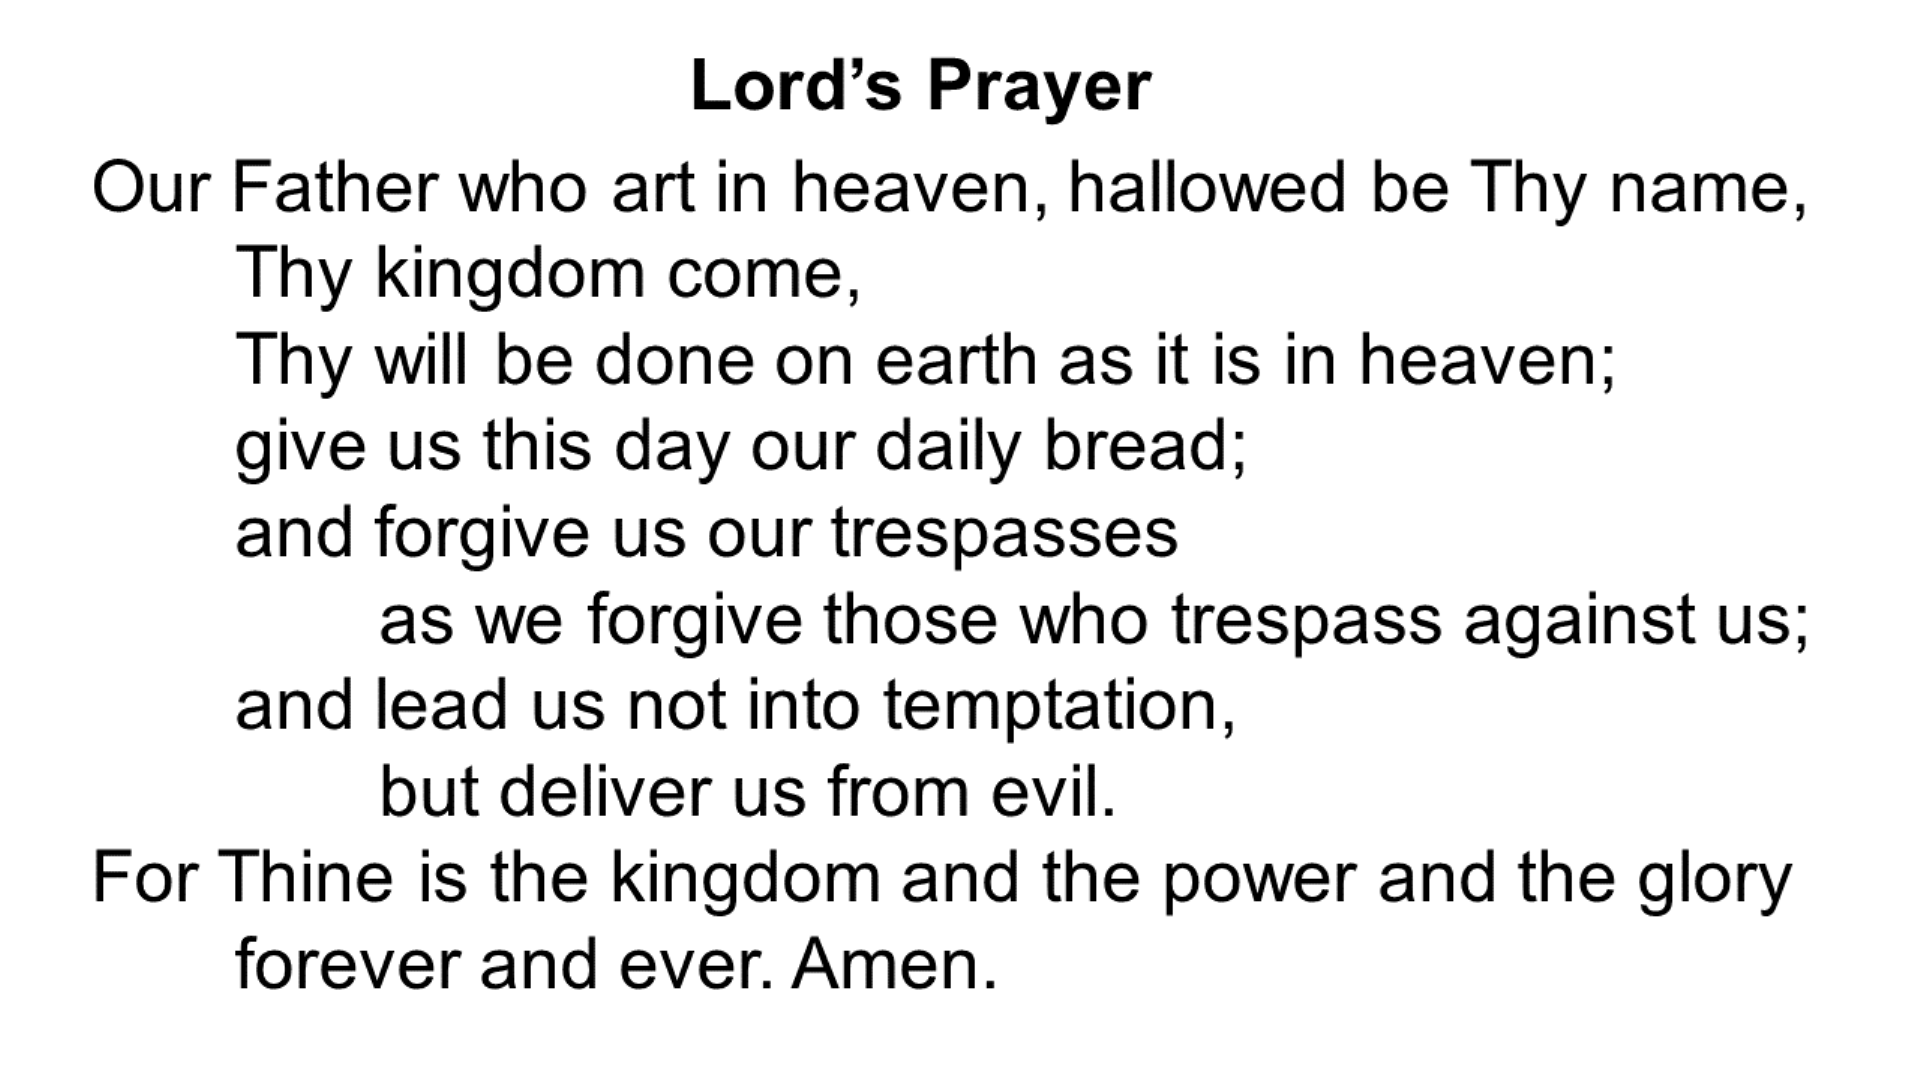 Lord’s Prayer
Our Father who art in heaven, hallowed be Thy name,
Thy kingdom come,
Thy will be done on earth as it is in heaven;
give us this day our daily bread;
and forgive us our trespasses
as we forgive those who trespass against us;
and lead us not into temptation,
but deliver us from evil.
For Thine is the kingdom and the power and the glory
forever and ever. Amen.